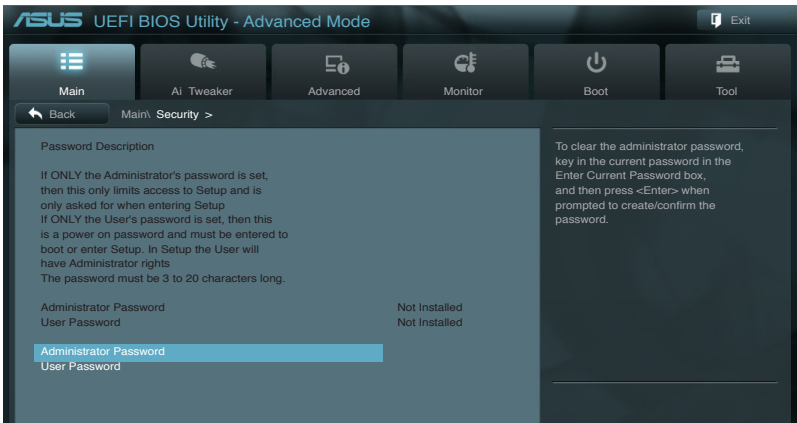 ASUS UEFI BIOS Utility - Advanced Mode
Exit
Main
Ai Tweaker
Advanced
Monitor
Boot
Tool
Back
Main\ Security >
Password Description
If ONLY the Administrator's password is set,
then this only limits access to Setup and is
only asked for when entering Setup
If ONLY the User's password is set, then this
is a power on password and must be entered to
boot or enter Setup. In Setup the User will
have Administrator rights
The password must be 3 to 20 characters long.
Administrator Password Not Installed
User Password Not Installed
Administrator Password
User Password
To clear the administrator password,
key in the current password in the
Enter Current Password box,
and then press <Enter> when
prompted to create/confirm the
password.